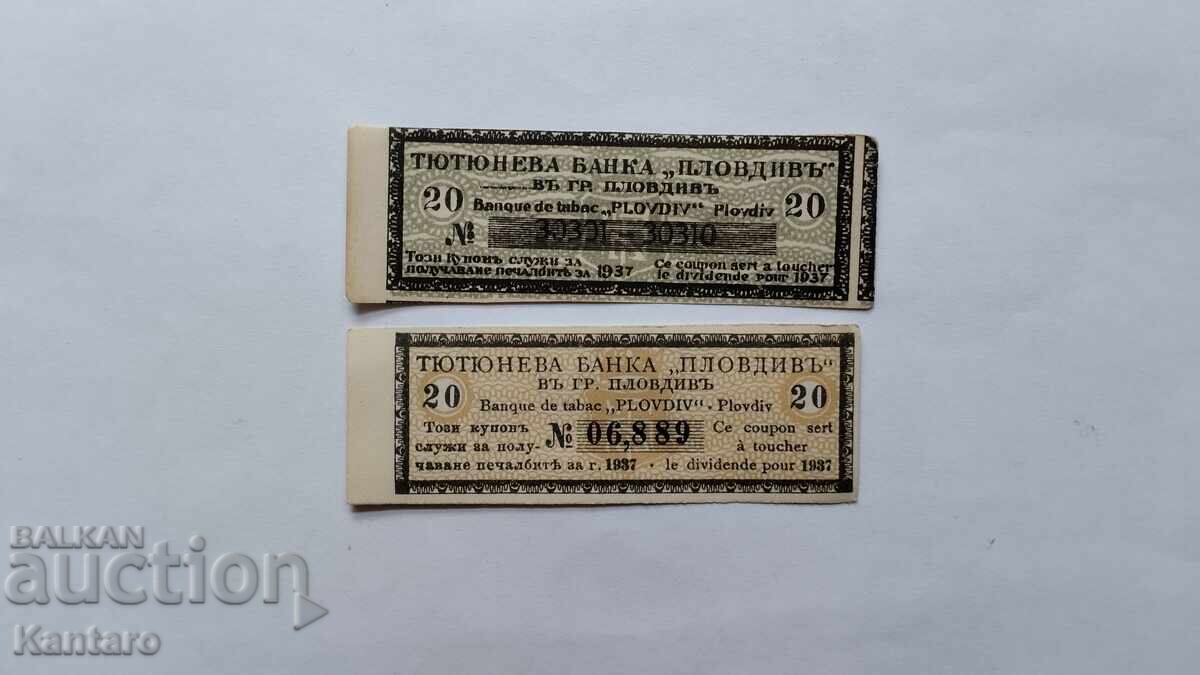 ТЮТЮНЕВА БАНКА „ПЛОВДИВЪ“
ВЪ ГР. ПЛОВДИВЪ
20 Banque de tabac „PLOVDIV“ Plovdiv 20
№ 30301 - 30310
Този купонъ служи за
получаване печалбитѣ за 1937
Ce coupon sert a toucher
le dividende pour 1937
ТЮТЮНЕВА БАНКА „ПЛОВДИВЪ“
ВЪ ГР. ПЛОВДИВЪ
20 Banque de tabac „PLOVDIV“ - Plovdiv 20
Този купонъ № 06,889 Ce coupon sert
служи за полу- à toucher
чаване печалбитѣ за г. 1937 · le dividende pour 1937
BALKAN
auction
Kantaro